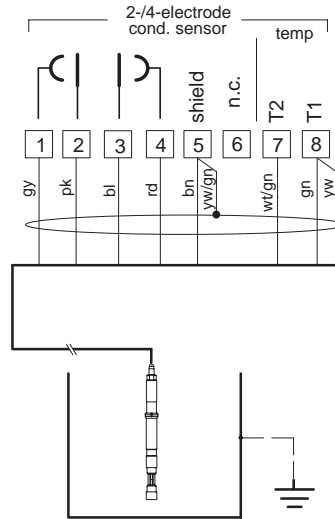 2-/4-electrode
cond. sensor
temp
shield
n.c.
T2
T1
1 2 3 4 5 6 7 8
gy
pk
bl
rd
bn
yw/gn
wt/gn
gn
yw